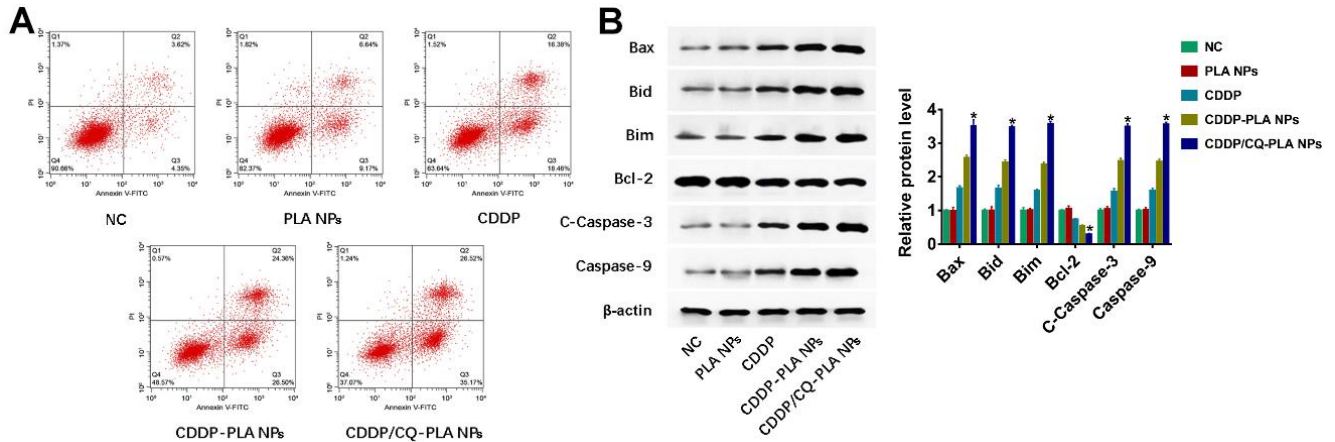 A
Q1
1.37%
Q2
3.62%
Q4
90.66%
Q3
4.35%
PI
Annexin V-FITC
NC
Q1
1.82%
Q2
6.64%
Q4
82.37%
Q3
9.17%
PI
Annexin V-FITC
PLA NPs
Q1
1.52%
Q2
16.38%
Q4
63.64%
Q3
18.46%
PI
Annexin V-FITC
CDDP
Q1
0.57%
Q2
24.36%
Q4
48.57%
Q3
26.50%
PI
Annexin V-FITC
CDDP-PLA NPs
Q1
1.24%
Q2
26.52%
Q4
37.07%
Q3
35.17%
PI
Annexin V-FITC
CDDP/CQ-PLA NPs
B
Bax
Bid
Bim
Bcl-2
C-Caspase-3
Caspase-9
β-actin
NC
PLA NPs
CDDP
CDDP-PLA NPs
CDDP/CQ-PLA NPs
Relative protein level
4
3
2
1
0
* * * * * *
Bax
Bid
Bim
Bcl-2
C-Caspase-3
Caspase-9
NC
PLA NPs
CDDP
CDDP-PLA NPs
CDDP/CQ-PLA NPs